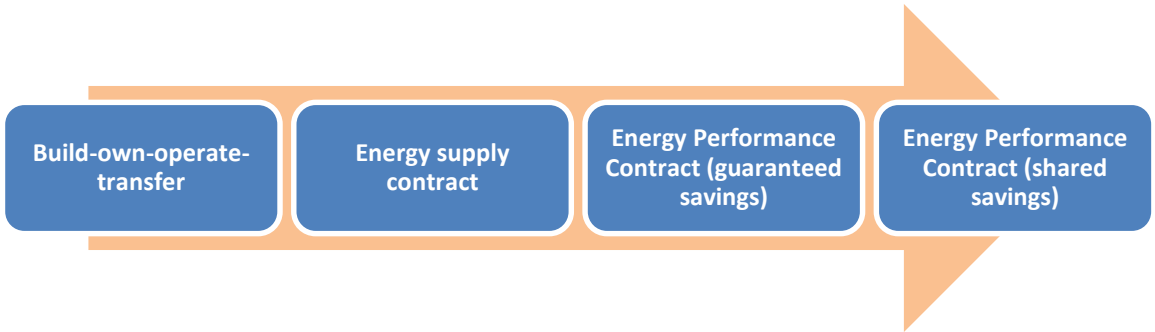 Build-own-operate-
transfer
Energy supply
contract
Energy Performance
Contract (guaranteed
savings)
Energy Performance
Contract (shared
savings)